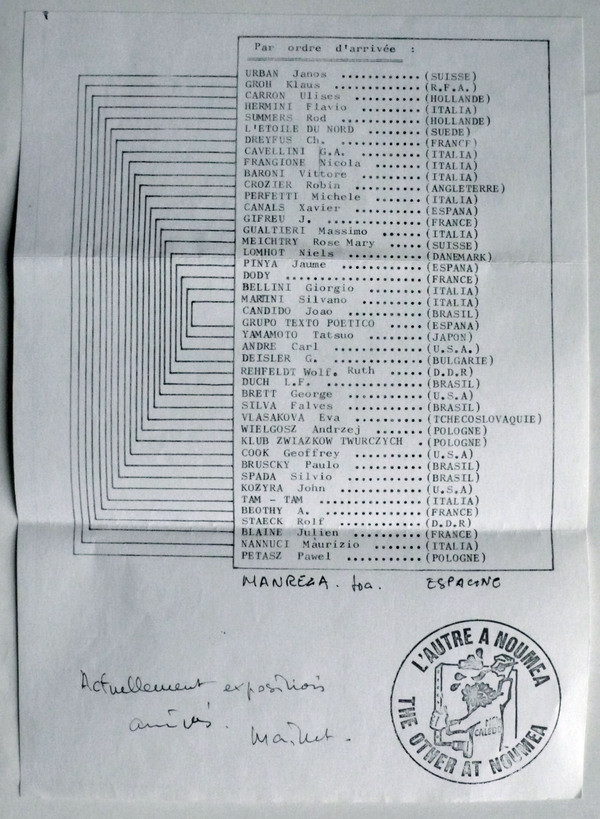 Par ordre d'arrivée :
URBAN Janos ............(SUISSE)
GROH Klaus ............(R.F.A.)
CARRON Ulises .........(HOLLANDE)
HERMINI Flavio .........(ITALIA)
SUMMERS Rod ............(HOLLANDE)
L'ETOILE DU NORD .......(SUEDE)
DREYFUS Ch. ............(FRANCE)
CAVELLINI G.A. .........(ITALIA)
FRANGIONE Nicola .......(ITALIA)
BARONI Vittore .........(ITALIA)
CROZIER Robin ..........(ANGLETERRE)
PERFETTI Michele .......(ITALIA)
CANALS Xavier ..........(ESPANA)
GIFREU J. ..............(FRANCE)
GUALTIERI Massimo ......(ITALIA)
MEICHTRY Rose Mary .....(SUISSE)
LOMHOT Niels...........(DANEMARK)
PINYA Jaume ............(ESPANA)
DODY ...................(FRANCE)
BELLINI Giorgio ........(ITALIA)
MARTINI Silvano ........(ITALIA)
CANDIDO Joao ...........(BRASIL)
GRUPO TEXTO POETICO .....(ESPANA)
YAMAMOTO Tatsuo ........(JAPON)
ANDRE Carl .............(U.S.A.)
DEISLER G. .............(BULGARIE)
REHFELDT Wolf. Ruth .....(D.D.R)
DUCH L.F. ..............(BRASIL)
BRETT George ...........(U.S.A)
SILVA Falves ...........(BRASIL)
VLASAKOVA Eva ..........(TCHECOSLOVAQUIE)
WIELGOSZ Andrzej .......(POLOGNE)
KLUB ZWIAZKOW TWURCZYCH .(POLOGNE)
COOK Geoffrey ..........(U.S.A)
BRUSCKY Paulo ..........(BRASIL)
SPADA Silvio ...........(BRASIL)
KOZYRA John ............(U.S.A)
TAM - TAM ..............(ITALIA)
BEOTHY A. ..............(FRANCE)
STAECK Rolf ............(D.D.R)
BLAINE Julien ..........(FRANCE)
NANNUCI Maurizio .......(ITALIA)
PETASZ Pawel ...........(POLOGNE)
Actuellement
L'AUTRE A NOUMEA
THE OTHER AT NOUMEA